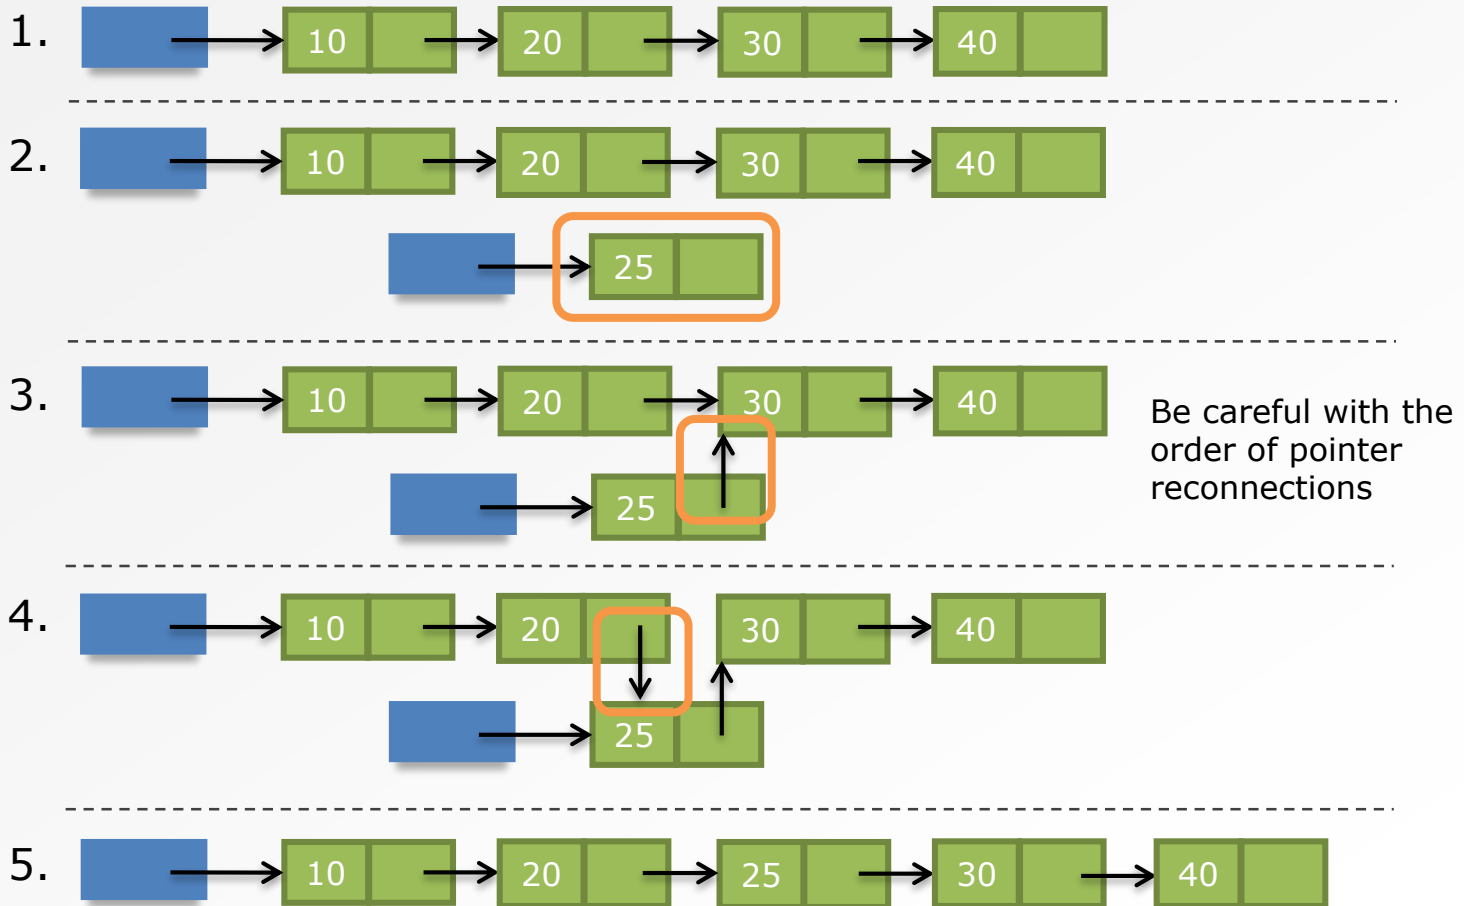 1. 10 20 30 40
2. 10 20 30 40
25
3. 10 20 30 40
Be careful with the
order of pointer
reconnections
25
4. 10 20 30 40
25
5. 10 20 25 30 40